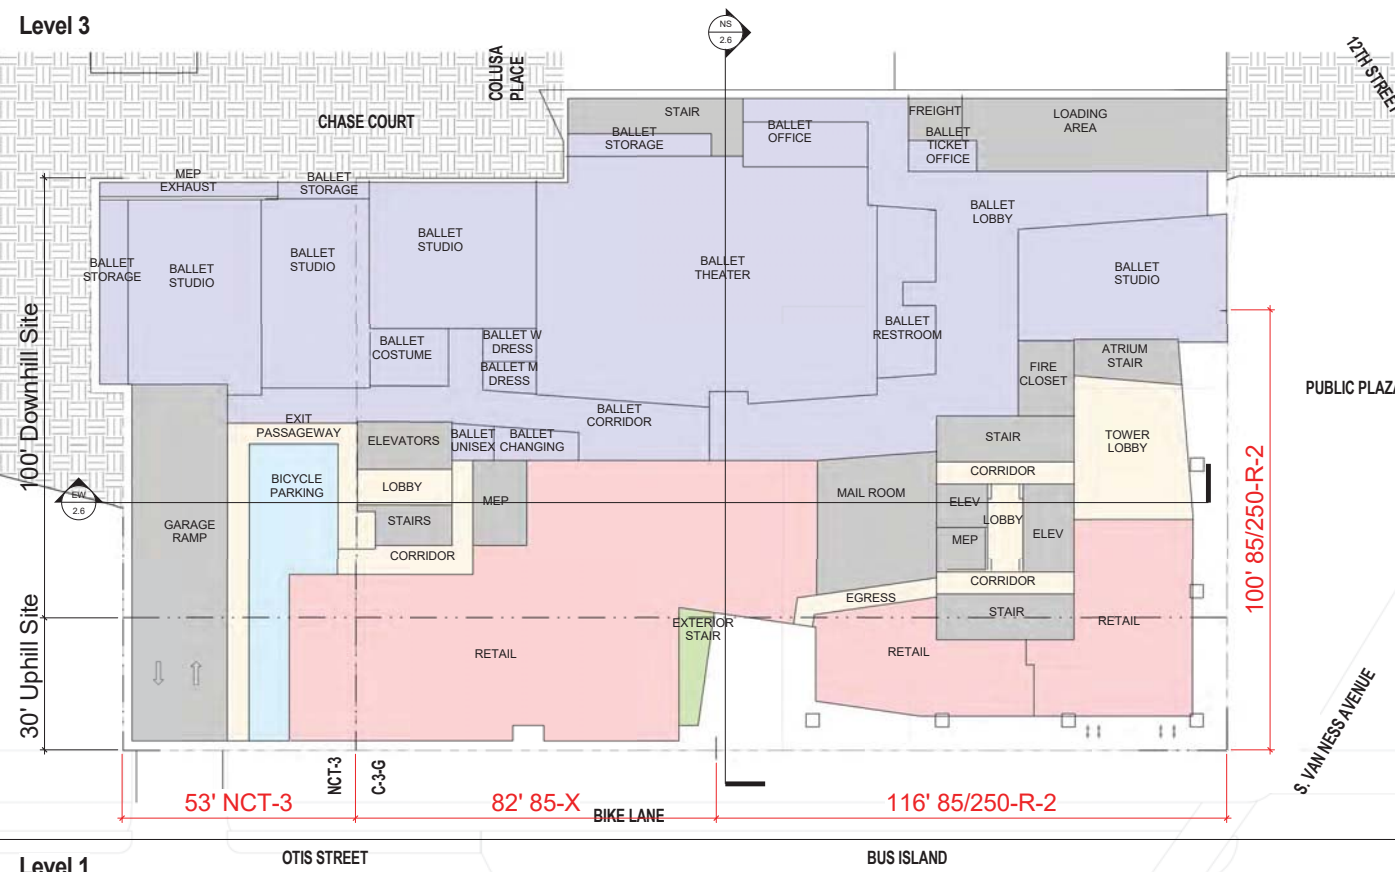 Level 3
NS
2.6
COLUSA
PLACE
12TH STREET
CHASE COURT
STAIR
BALLET
STORAGE
BALLET
OFFICE
FREIGHT
BALLET
TICKET
OFFICE
LOADING
AREA
MEP
EXHAUST
BALLET
STORAGE
BALLET
STORAGE
BALLET
STUDIO
BALLET
STUDIO
BALLET
STUDIO
BALLET
THEATER
BALLET
LOBBY
BALLET
STUDIO
BALLET
COSTUME
BALLET W
DRESS
BALLET M
DRESS
BALLET
RESTROOM
FIRE
CLOSET
ATRIUM
STAIR
PUBLIC PLAZA
100' Downhill Site
EXIT
PASSAGEWAY
ELEVATORS
BALLET
UNISEX
BALLET
CHANGING
BALLET
CORRIDOR
STAIR
TOWER
LOBBY
CORRIDOR
BICYCLE
PARKING
LOBBY
MEP
MAIL ROOM
ELEV
LOBBY
ELEV
MEP
EW
2.6
GARAGE
RAMP
STAIRS
CORRIDOR
CORRIDOR
EGRESS
STAIR
RETAIL
100' 85/250-R-2
30' Uphill Site
EXTERIOR
STAIR
RETAIL
RETAIL
S. VAN NESS AVENUE
NCT-3
C-3-G
53' NCT-3
82' 85-X
116' 85/250-R-2
BIKE LANE
OTIS STREET
BUS ISLAND
Level 1